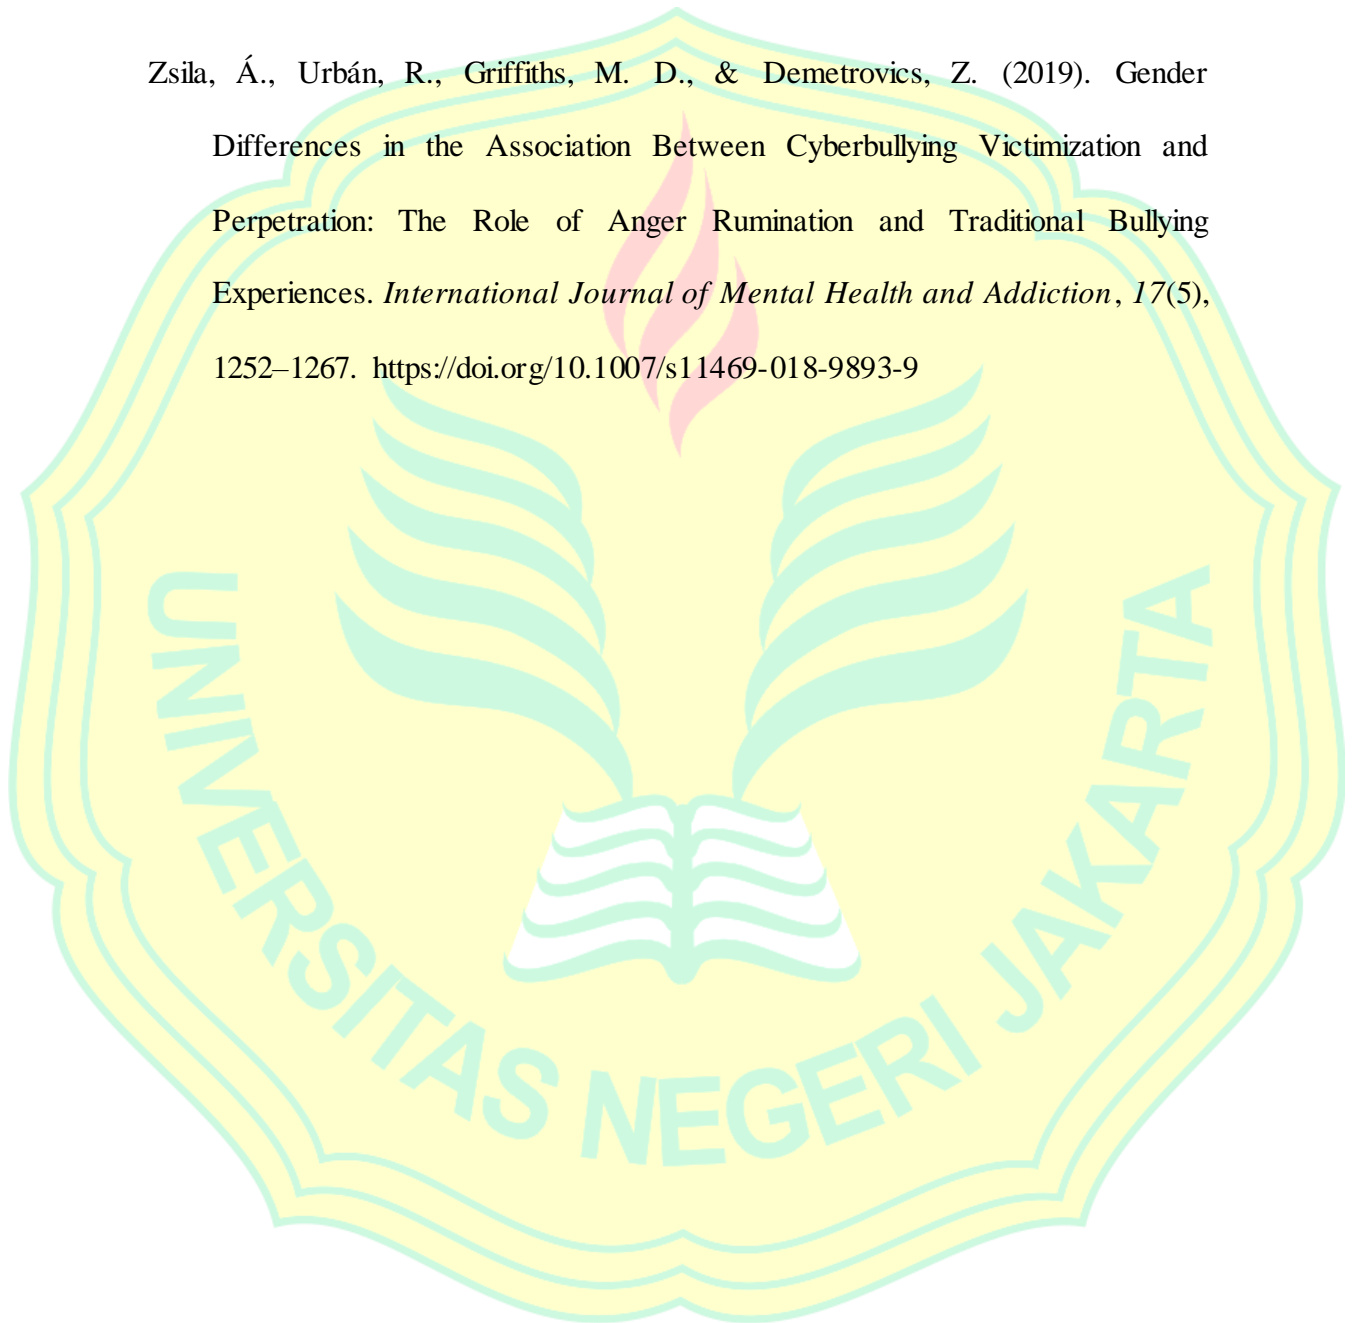 Zsila, Á., Urbán, R., Griffiths, M. D., & Demetrovics, Z. (2019). Gender
Differences in the Association Between Cyberbullying Victimization and
Perpetration: The Role of Anger Rumination and Traditional Bullying
Experiences. International Journal of Mental Health and Addiction, 17(5),
1252–1267. https://doi.org/10.1007/s11469-018-9893-9
UNIVERSITAS NEGERI JAKARTA